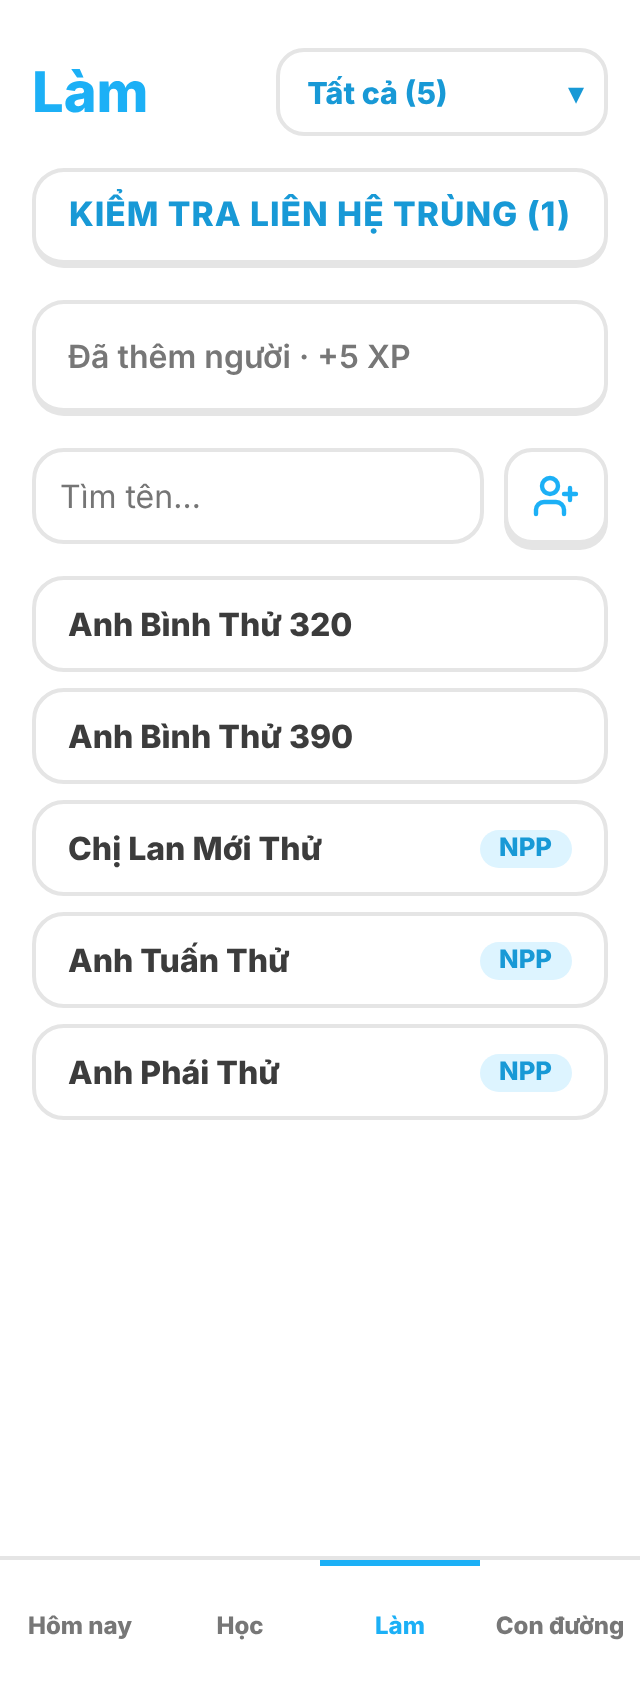 Làm
Tất cả (5) ▼
KIỂM TRA LIÊN HỆ TRÙNG (1)
Đã thêm người · +5 XP
Tìm tên...
Anh Bình Thử 320
Anh Bình Thử 390
Chị Lan Mới Thử NPP
Anh Tuấn Thử NPP
Anh Phái Thử NPP
Hôm nay Học Làm Con đường